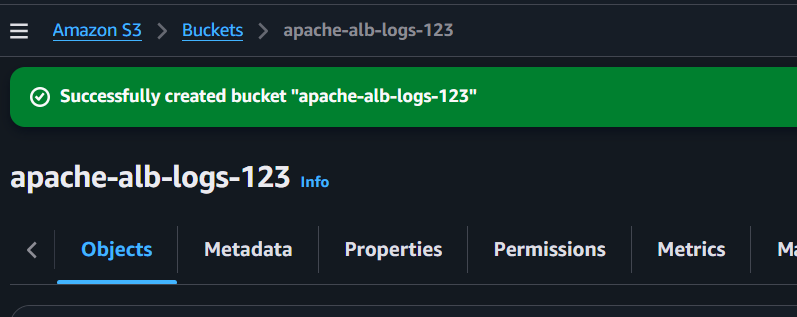 Amazon S3 > Buckets > apache-alb-logs-123
Successfully created bucket "apache-alb-logs-123"
apache-alb-logs-123 Info
Objects Metadata Properties Permissions Metrics